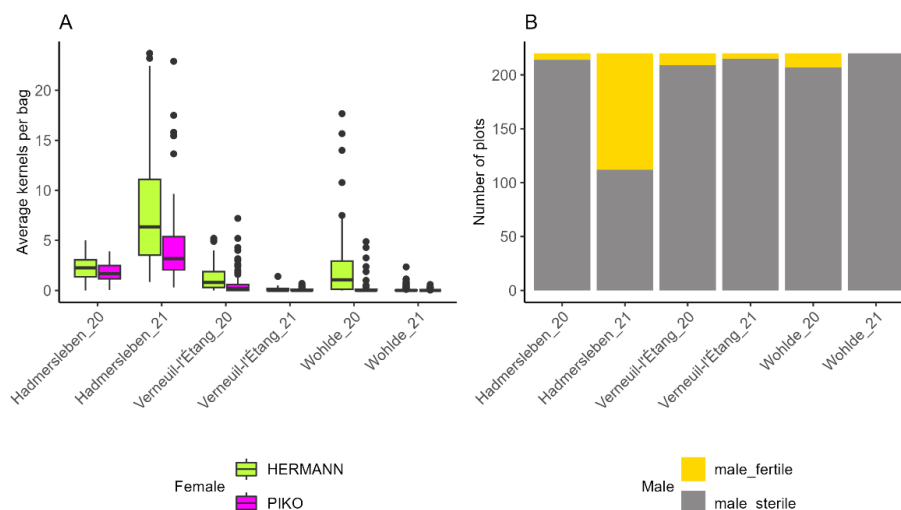 A
Average kernels per bag
20
15
10
5
0
Hadmersleben_20
Hadmersleben_21
Verneuil-l'Étang_20
Verneuil-l'Étang_21
Wohlde_20
Wohlde_21
Female
HERMANN
PIKO
B
Number of plots
200
150
100
50
0
Hadmersleben_20
Hadmersleben_21
Verneuil-l'Étang_20
Verneuil-l'Étang_21
Wohlde_20
Wohlde_21
Male
male_fertile
male_sterile